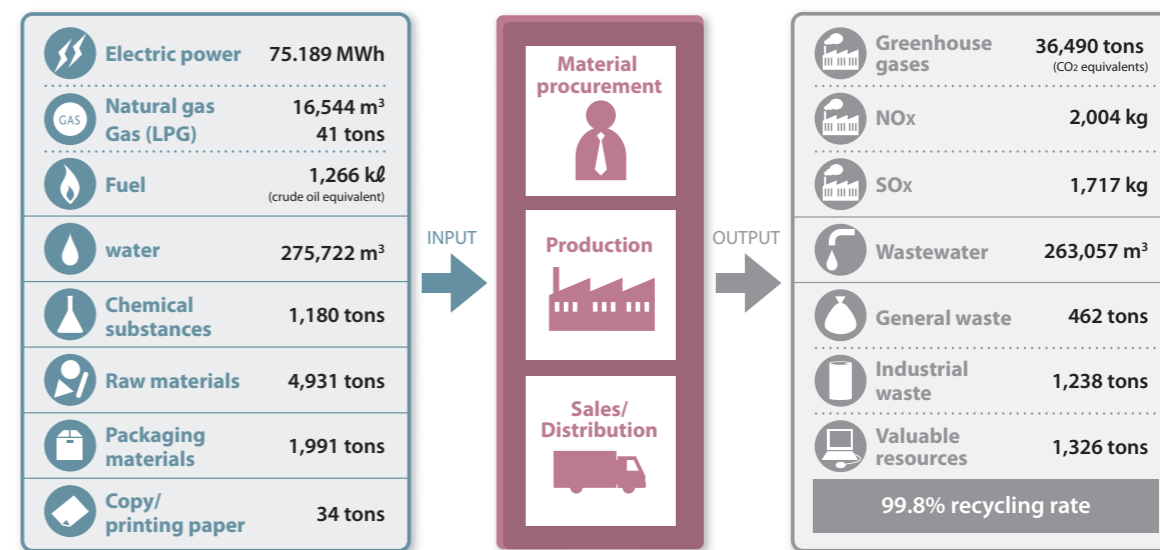 Electric power 75.189 MWh
GAS
Natural gas 16,544 m³
Gas (LPG) 41 tons
Fuel 1,266 kℓ
(crude oil equivalent)
water 275,722 m³
Chemical
substances 1,180 tons
Raw materials 4,931 tons
Packaging
materials 1,991 tons
Copy/
printing paper 34 tons
INPUT
Material
procurement
Production
Sales/
Distribution
OUTPUT
Greenhouse
gases 36,490 tons
(CO₂ equivalents)
NOx 2,004 kg
SOx 1,717 kg
Wastewater 263,057 m³
General waste 462 tons
Industrial
waste 1,238 tons
Valuable
resources 1,326 tons
99.8% recycling rate